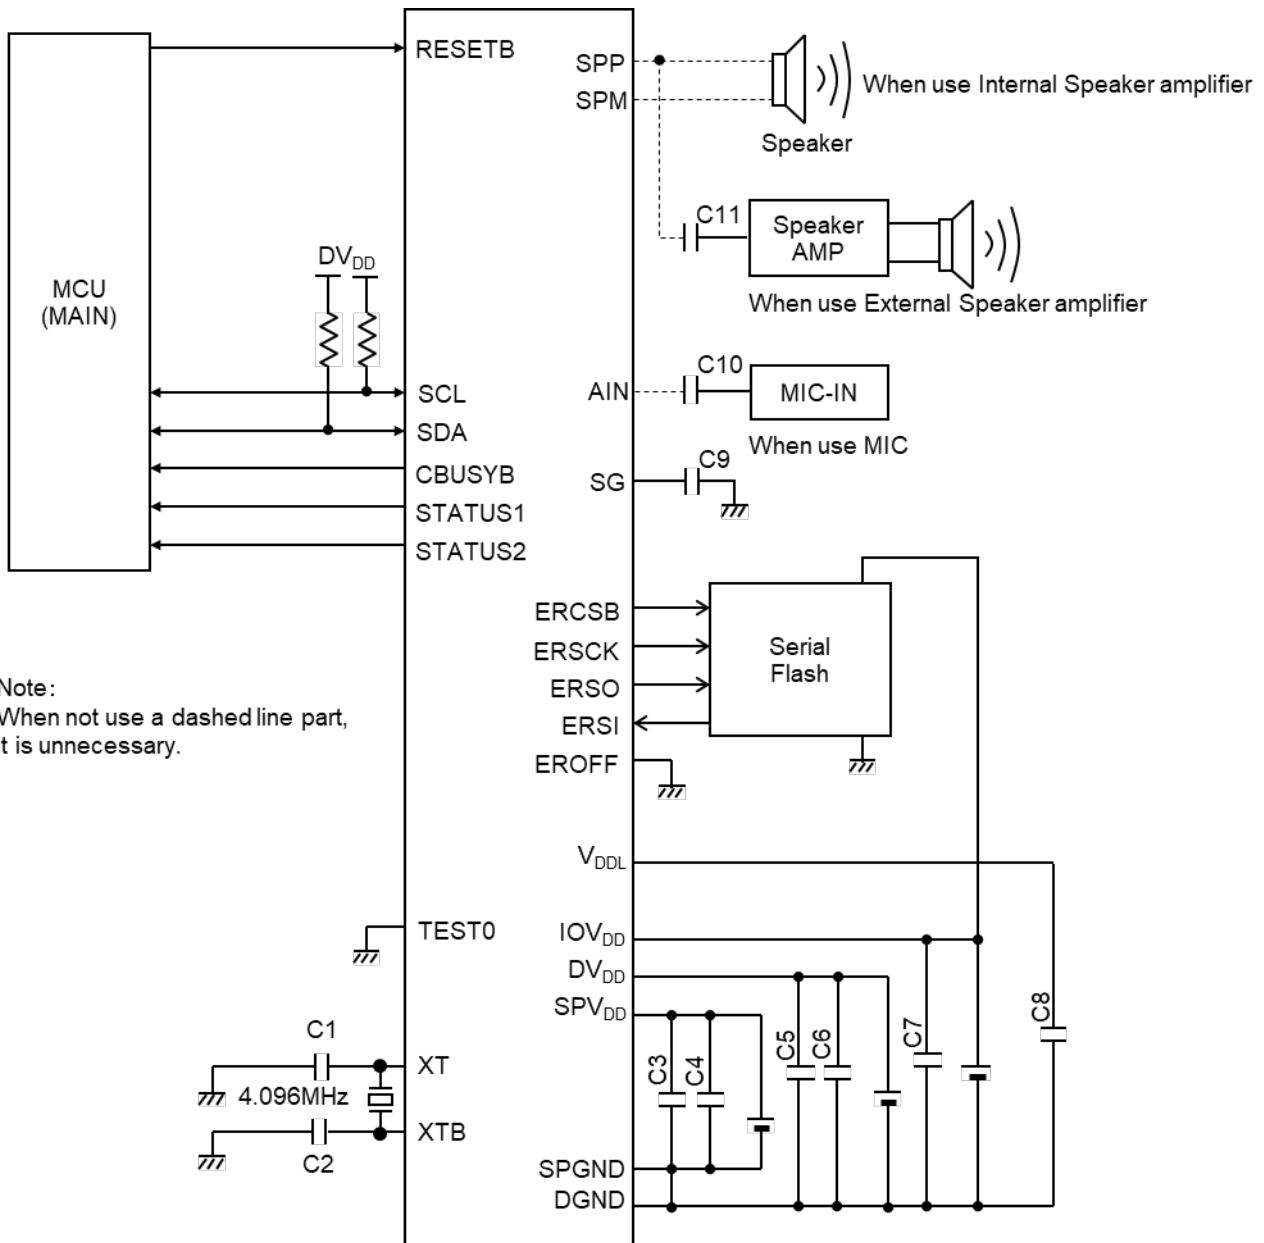 MCU
(MAIN)
DVDD
RESETB
SCL
SDA
CBUSYB
STATUS1
STATUS2
TEST0
XT
XTB
C1
4.096MHz
C2
Note:
When not use a dashed line part,
t is unnecessary.
SPP
SPM
AIN
SG
ERCSB
ERSCK
ERSO
ERSI
EROFF
VDDL
IOVDD
DVDD
SPVDD
SPGND
DGND
When use Internal Speaker amplifier
Speaker
C11
Speaker
AMP
When use External Speaker amplifier
C10
MIC-IN
When use MIC
C9
Serial
Flash
C3
C4
C5
C6
C7
C8